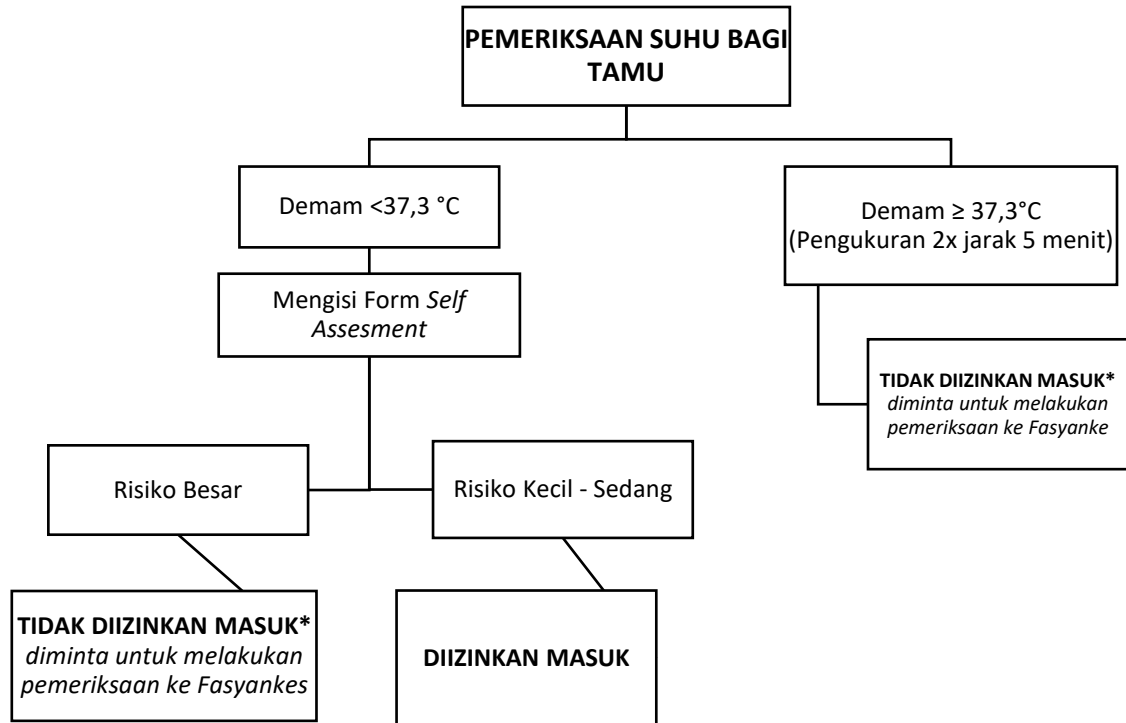 PEMERIKSAAN SUHU BAGI
TAMU
Demam <37,3 °C
Demam ≥ 37,3°C
(Pengukuran 2x jarak 5 menit)
Mengisi Form Self
Assesment
TIDAK DIIZINKAN MASUK*
diminta untuk melakukan
pemeriksaan ke Fasyanke
Risiko Besar
Risiko Kecil - Sedang
TIDAK DIIZINKAN MASUK*
diminta untuk melakukan
pemeriksaan ke Fasyankes
DIIZINKAN MASUK